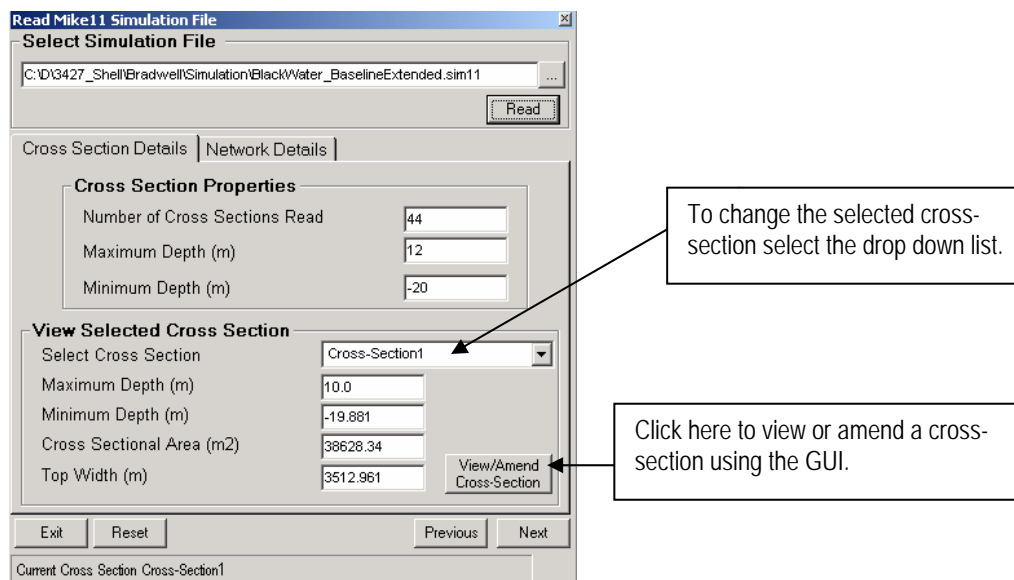 Read Mike11 Simulation File
Select Simulation File
C:\D\3427_Shell\Bradwell\Simulation\BlackWater_BaselineExtended.sim11
...
Read
Cross Section Details
Network Details
Cross Section Properties
Number of Cross Sections Read
44
Maximum Depth (m)
12
Minimum Depth (m)
-20
To change the selected cross-
section select the drop down list.
View Selected Cross Section
Select Cross Section
Cross-Section1
Maximum Depth (m)
10.0
Minimum Depth (m)
-19.881
Cross Sectional Area (m2)
38628.34
Top Width (m)
3512.961
View/Amend
Cross-Section
Click here to view or amend a cross-
section using the GUI.
Exit
Reset
Previous
Next
Current Cross Section Cross-Section1